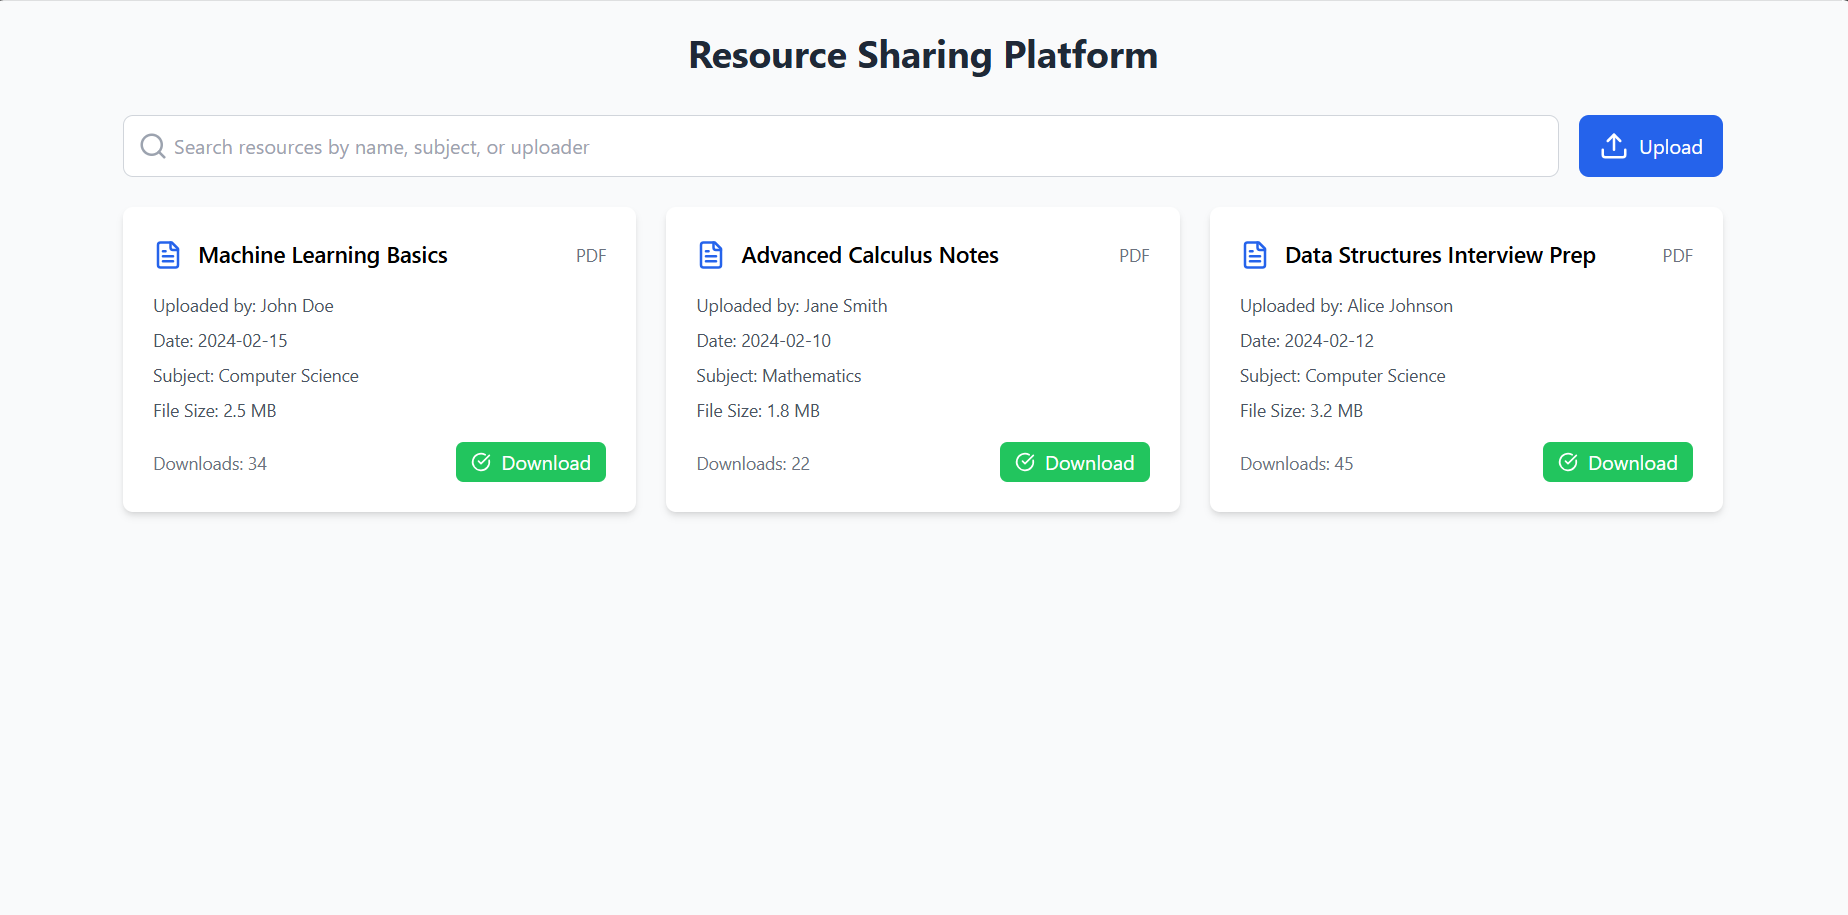 Resource Sharing Platform
Search resources by name, subject, or uploader
Upload
Machine Learning Basics PDF
Uploaded by: John Doe
Date: 2024-02-15
Subject: Computer Science
File Size: 2.5 MB
Downloads: 34 Download
Advanced Calculus Notes PDF
Uploaded by: Jane Smith
Date: 2024-02-10
Subject: Mathematics
File Size: 1.8 MB
Downloads: 22 Download
Data Structures Interview Prep PDF
Uploaded by: Alice Johnson
Date: 2024-02-12
Subject: Computer Science
File Size: 3.2 MB
Downloads: 45 Download